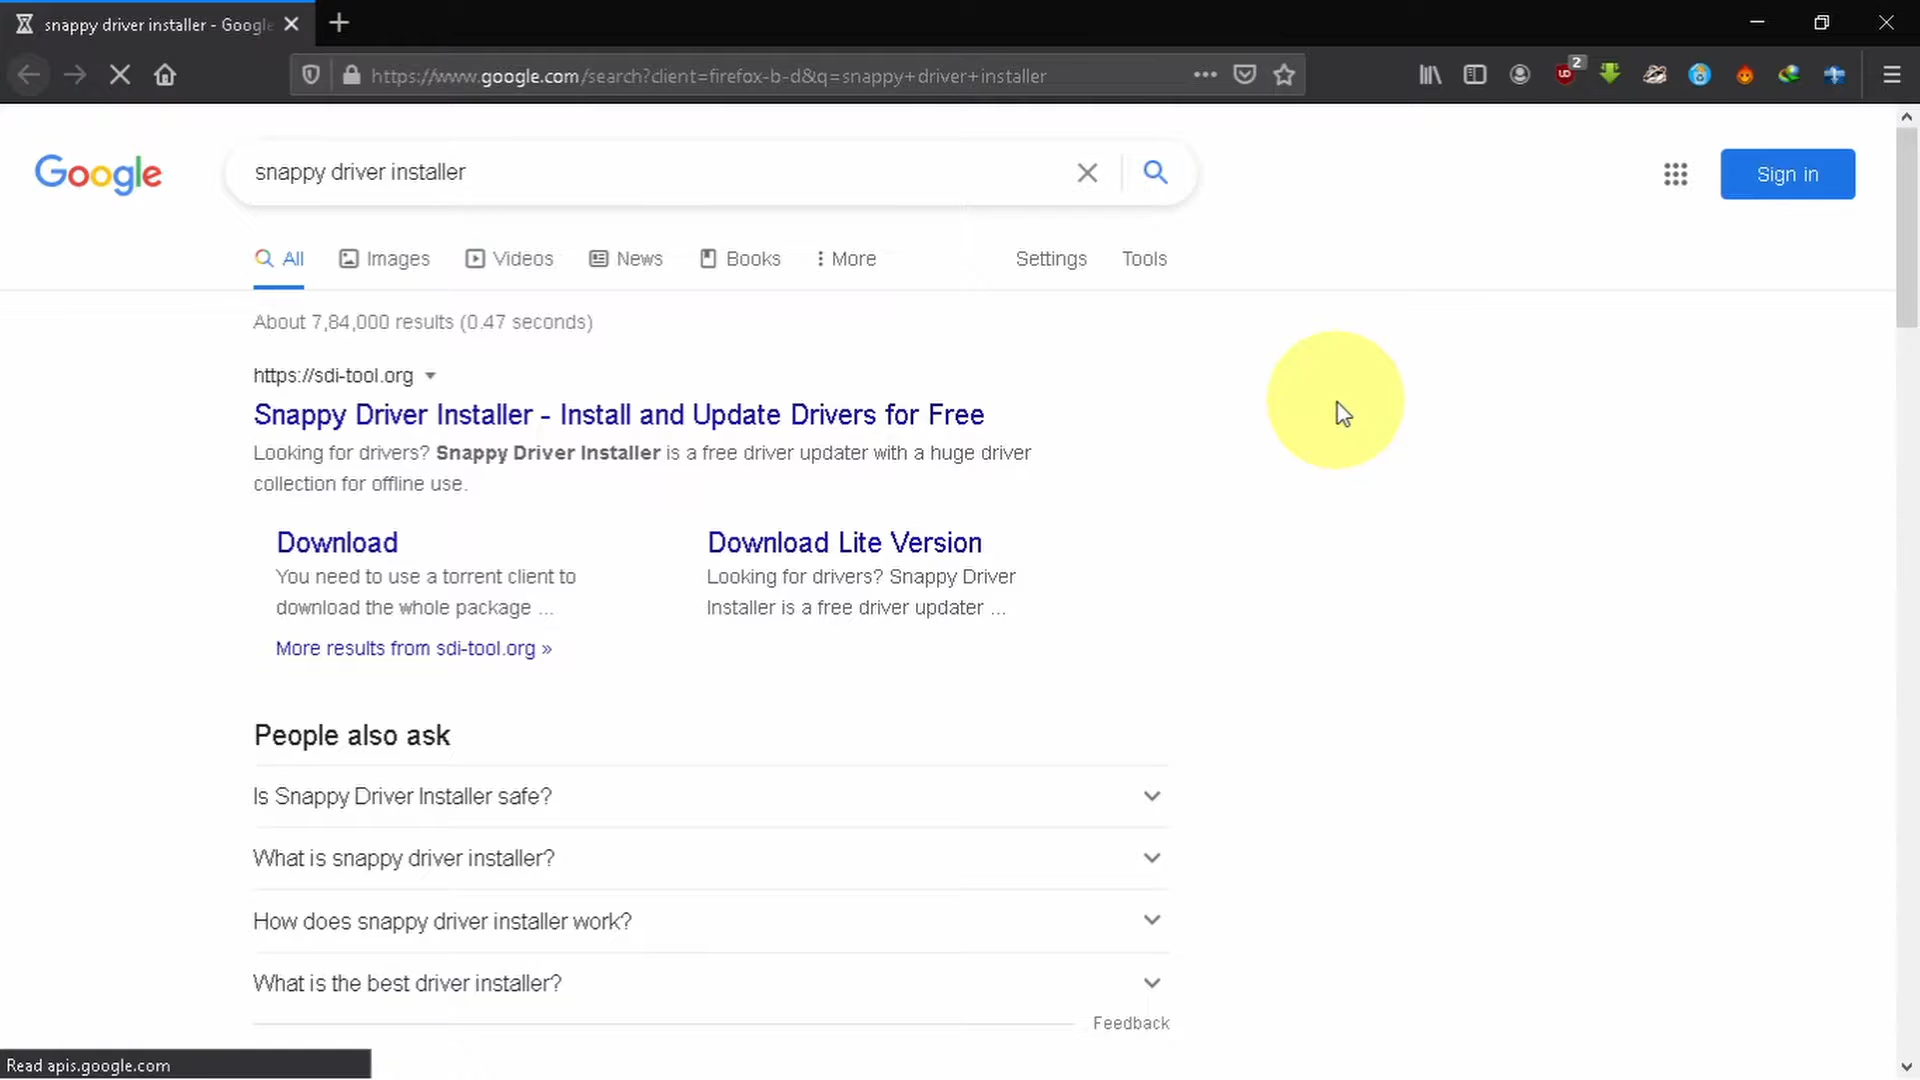 snappy driver installer - Google
https://www.google.com/search?client=firefox-b-d&q=snappy+driver+installer
2
Google
snappy driver installer
Sign in
All Images Videos News Books More Settings Tools
About 7,84,000 results (0.47 seconds)
https://sdi-tool.org
Snappy Driver Installer - Install and Update Drivers for Free
Looking for drivers? Snappy Driver Installer is a free driver updater with a huge driver
collection for offline use.
Download
You need to use a torrent client to
download the whole package ...
More results from sdi-tool.org »
Download Lite Version
Looking for drivers? Snappy Driver
Installer is a free driver updater ...
People also ask
Is Snappy Driver Installer safe?
What is snappy driver installer?
How does snappy driver installer work?
What is the best driver installer?
Feedback
Read apis.google.com